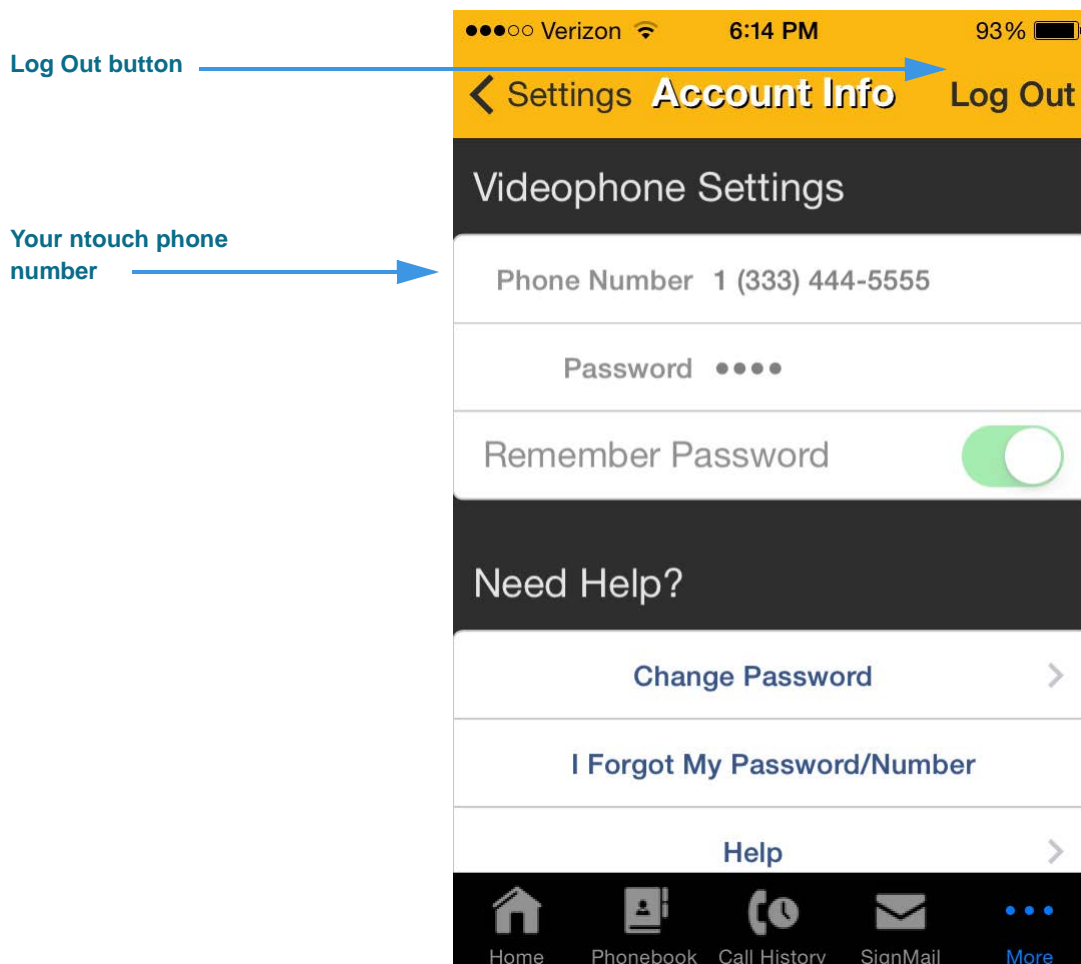 Verizon 6:14 PM 93%
Log Out button
Settings Account Info Log Out
Videophone Settings
Your ntouch phone
number
Phone Number 1 (333) 444-5555
Password ••••
Remember Password
Need Help?
Change Password
I Forgot My Password/Number
Help
Home Phonebook Call History SignMail More